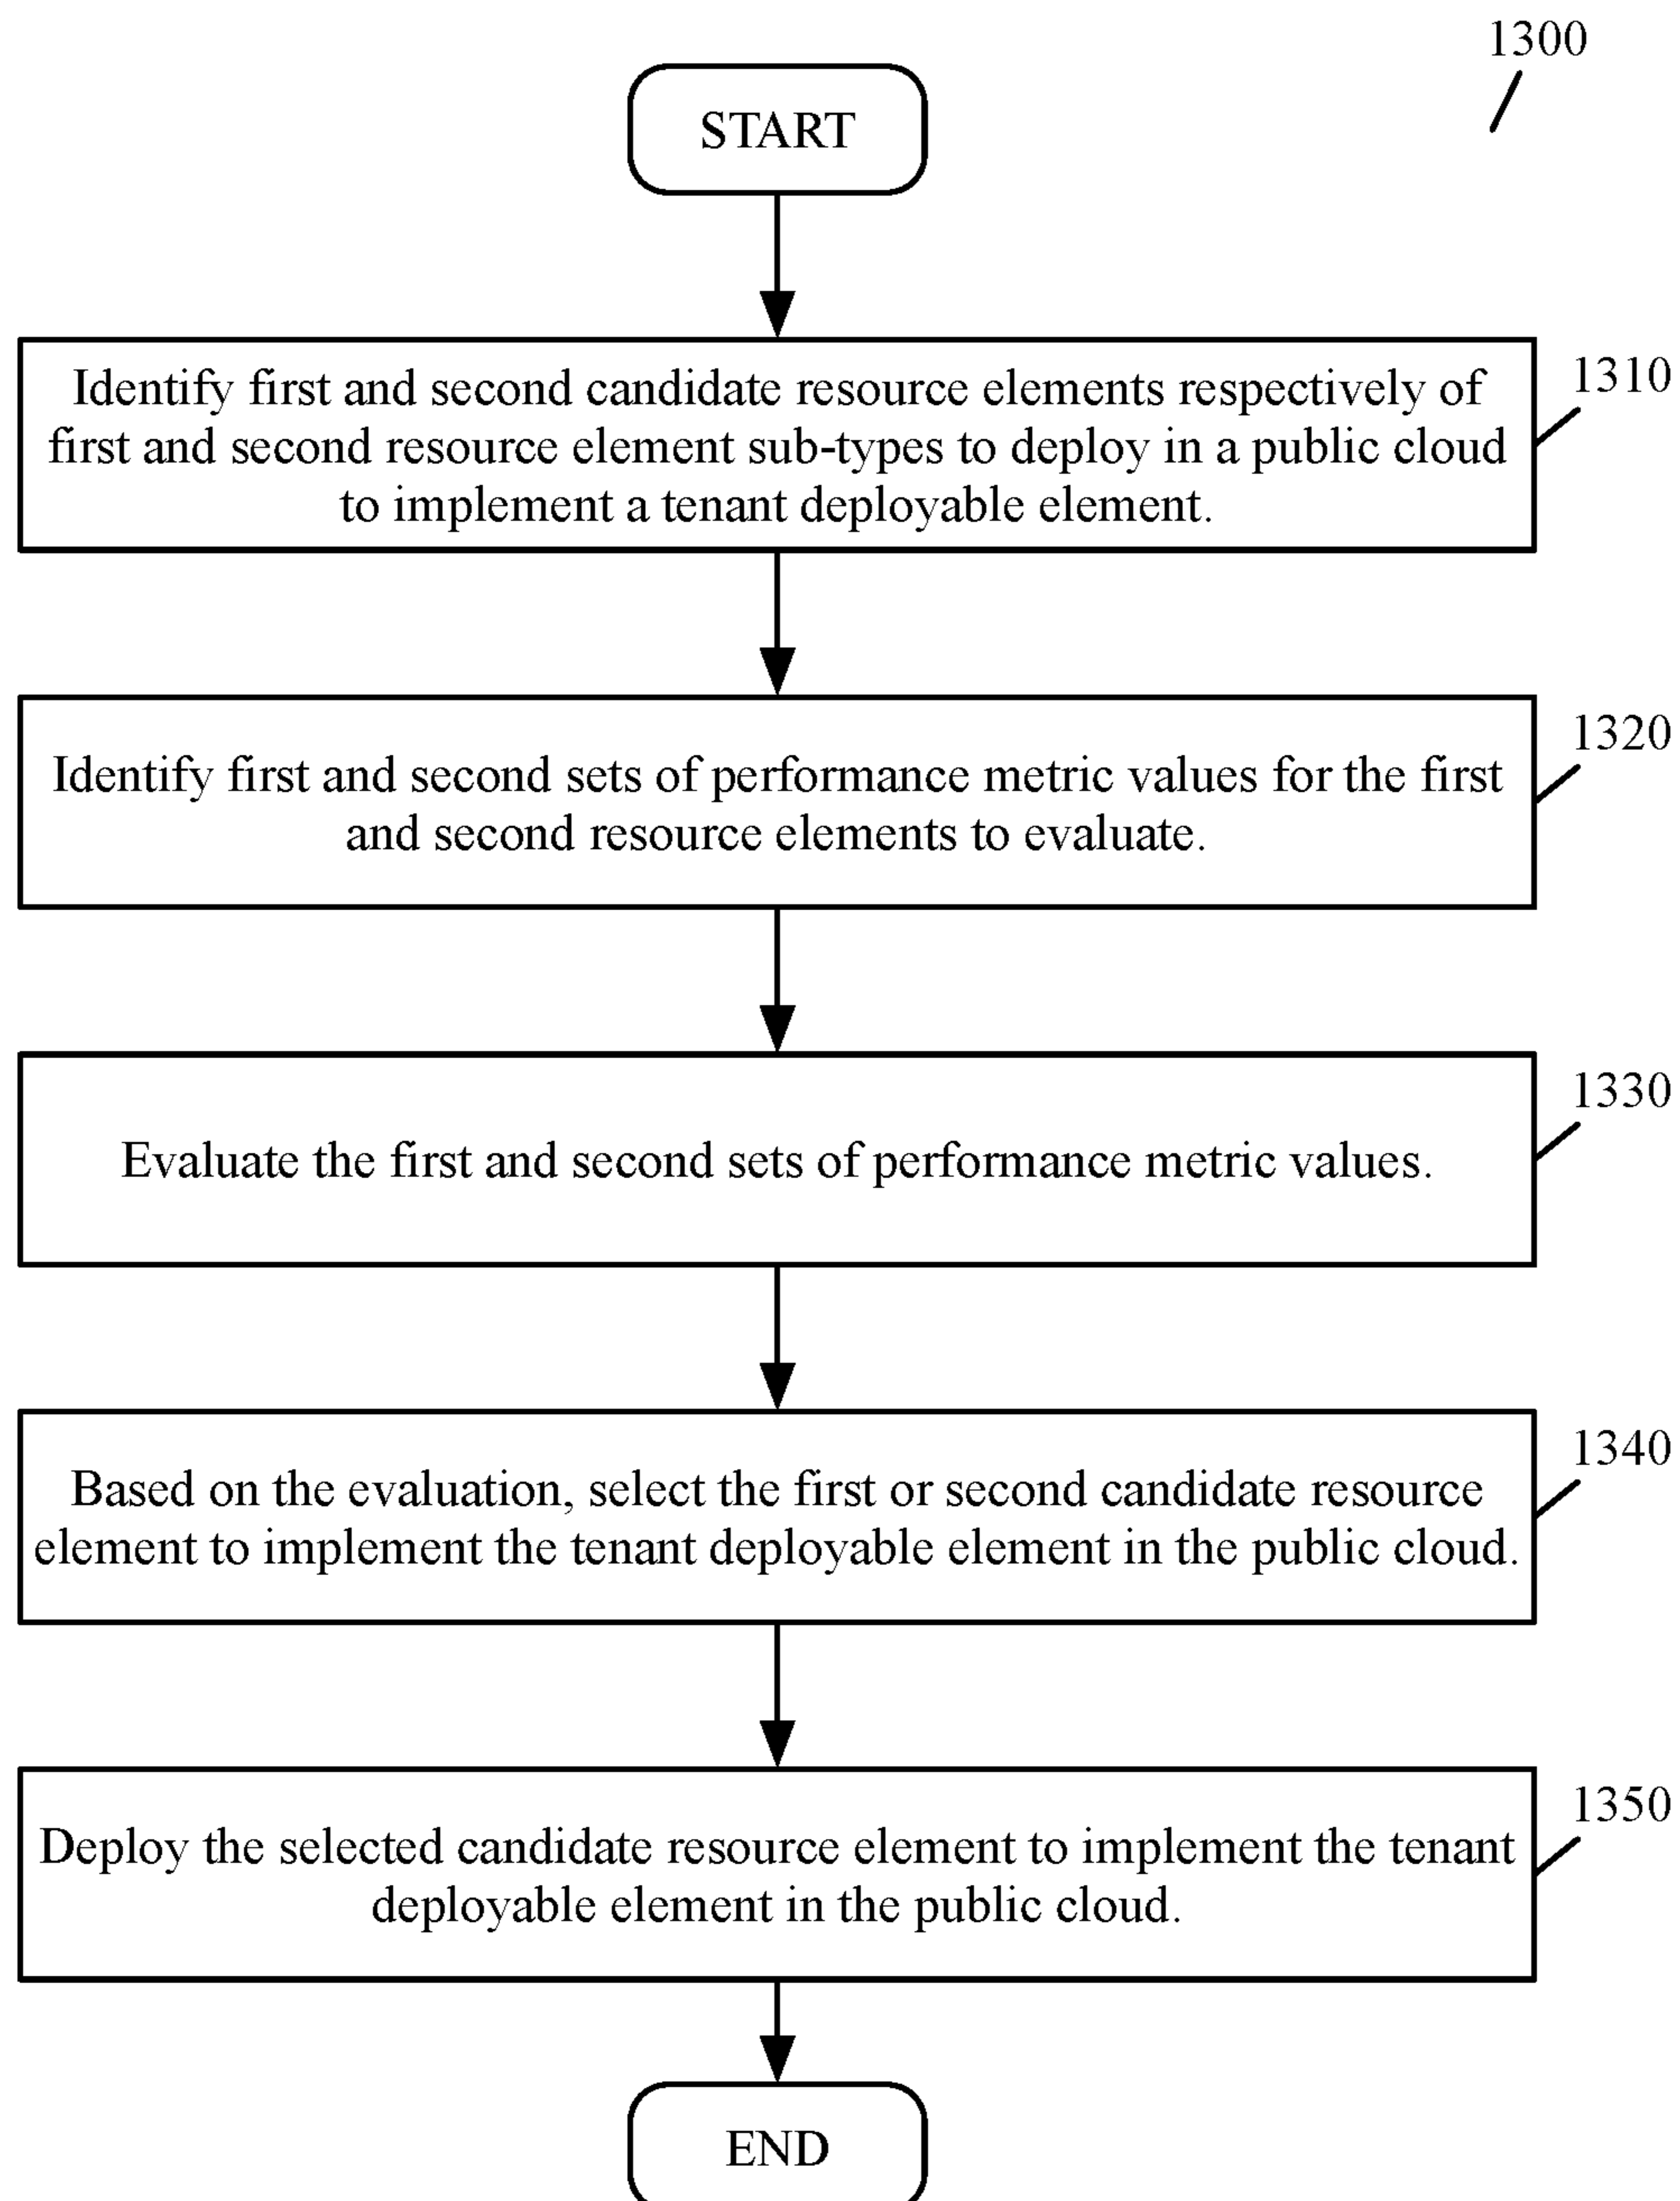 1300
START
Identify first and second candidate resource elements respectively of
first and second resource element sub-types to deploy in a public cloud
to implement a tenant deployable element.
1310
Identify first and second sets of performance metric values for the first
and second resource elements to evaluate.
1320
Evaluate the first and second sets of performance metric values.
1330
Based on the evaluation, select the first or second candidate resource
element to implement the tenant deployable element in the public cloud.
1340
Deploy the selected candidate resource element to implement the tenant
deployable element in the public cloud.
1350
END